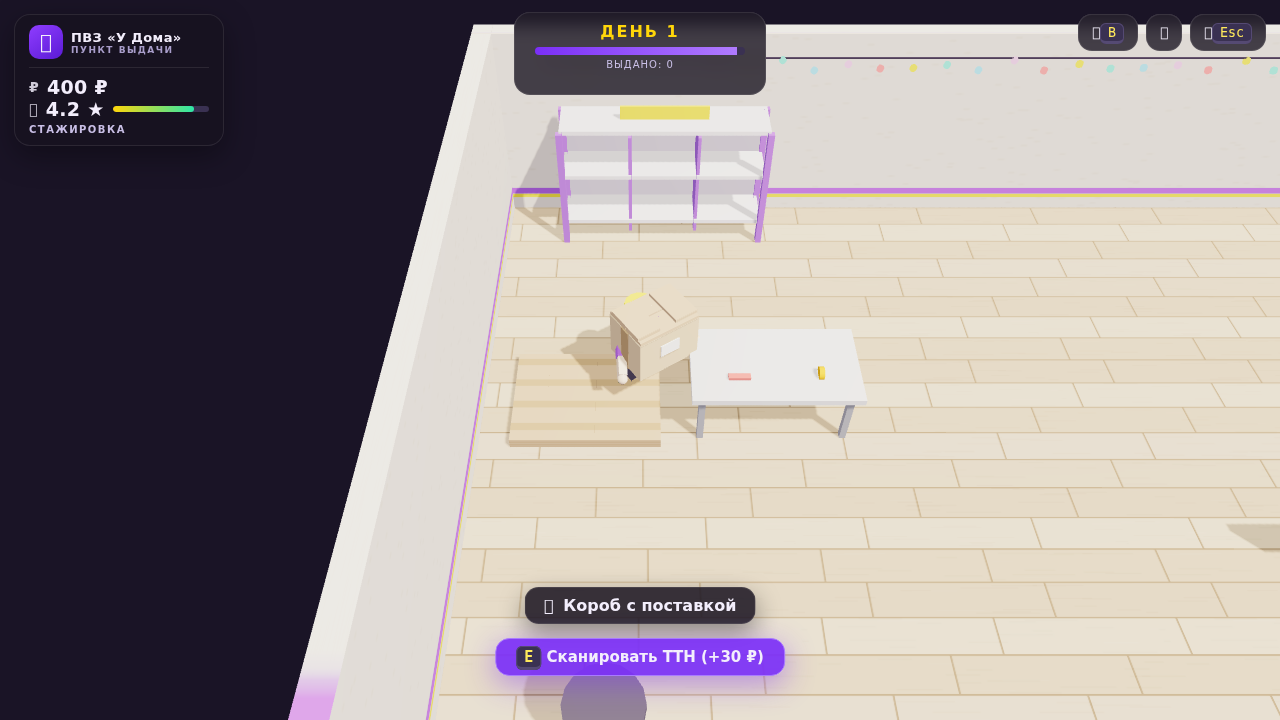 ПВЗ «У Дома»
ПУНКТ ВЫДАЧИ
₽ 400 ₽
4.2 ★
СТАЖИРОВКА
ДЕНЬ 1
ВЫДАНО: 0
B
Esc
Короб с поставкой
E Сканировать ТТН (+30 ₽)